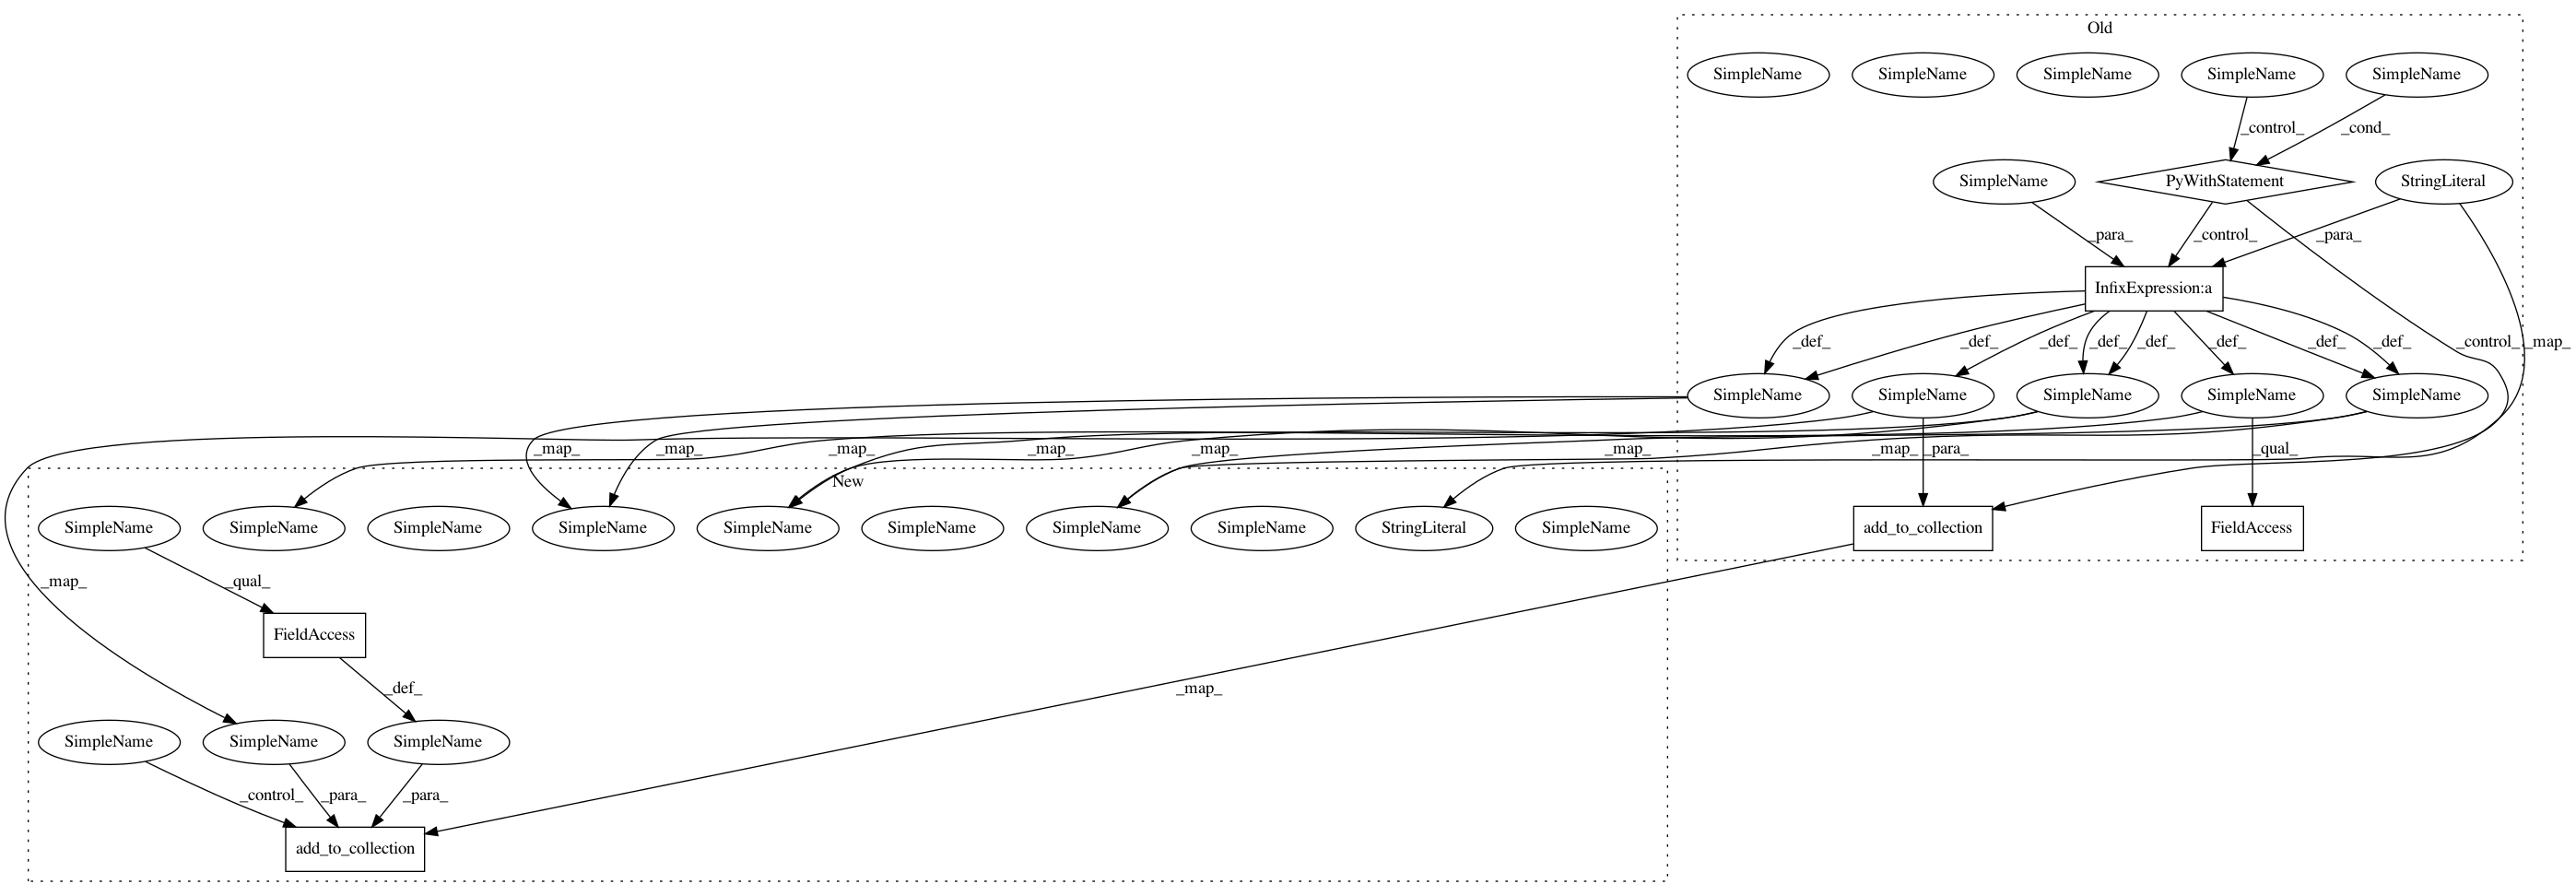 Old
SimpleName SimpleName SimpleName SimpleName SimpleName
_control_ _cond_
SimpleName PyWithStatement StringLiteral
_para_ _control_ _para_
InfixExpression:a
_def_ _def_ _def_ _def_ _def_ _def_ _def_ _def_ _control_ _map_
SimpleName SimpleName SimpleName SimpleName SimpleName
_map_ _map_ _map_ _map_ _map_ _map_ _map_ _para_ _qual_
New
SimpleName SimpleName SimpleName SimpleName SimpleName SimpleName SimpleName SimpleName StringLiteral SimpleName add_to_collection FieldAccess
_map_ _qual_
FieldAccess
_def_ _map_
SimpleName SimpleName SimpleName
_control_ _para_ _para_
add_to_collection